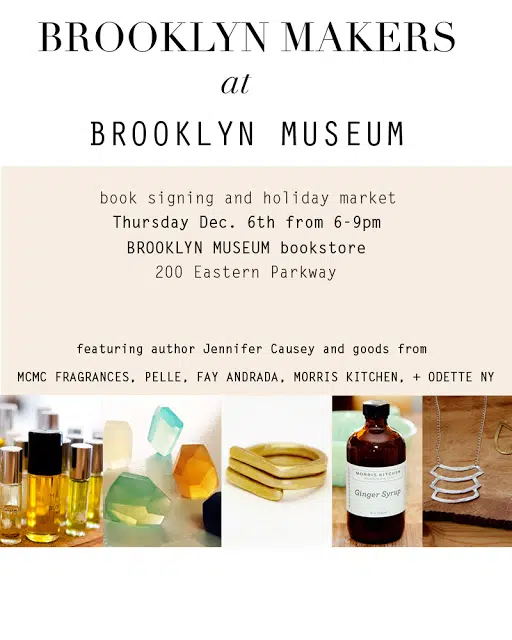 BROOKLYN MAKERS
at
BROOKLYN MUSEUM
book signing and holiday market
Thursday Dec. 6th from 6-9pm
BROOKLYN MUSEUM bookstore
200 Eastern Parkway
featuring author Jennifer Causey and goods from
MCMC FRAGRANCES, PELLE, FAY ANDRADA, MORRIS KITCHEN, + ODETTE NY
MORRIS KITCHEN
Ginger Syrup